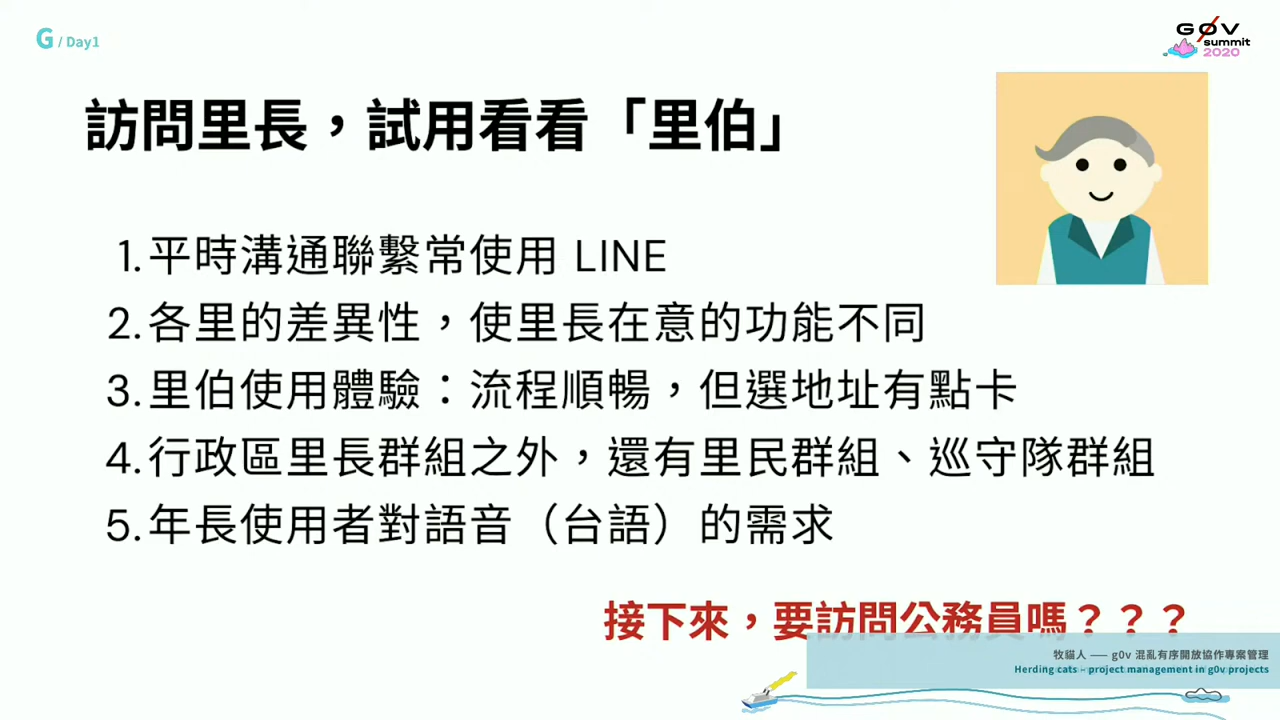 G / Day1
G0V
summit
2020
訪問里長，試用看看「里伯」
1. 平時溝通聯繫常使用 LINE
2. 各里的差異性，使里長在意的功能不同
3. 里伯使用體驗：流程順暢，但選地址有點卡
4. 行政區里長群組之外，還有里民群組、巡守隊群組
5. 年長使用者對語音（台語）的需求
接下來，要訪問公務員嗎？？？
牧貓人 —— g0v 混亂有序開放協作專案管理
Herding cats – project management in g0v projects